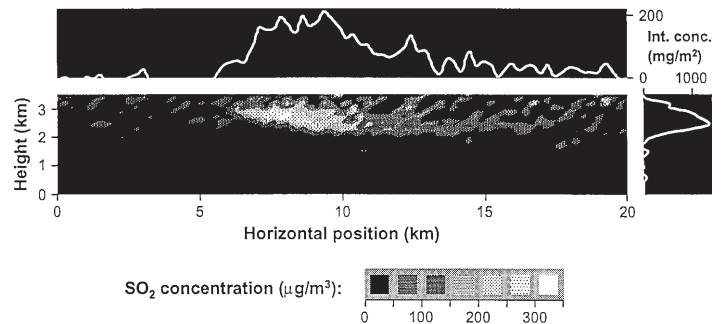 200
Int. conc.
(mg/m²)
0 1000
Height (km)
3
2
1
0
0 5 10 15 20
Horizontal position (km)
SO₂ concentration (µg/m³):
0 100 200 300